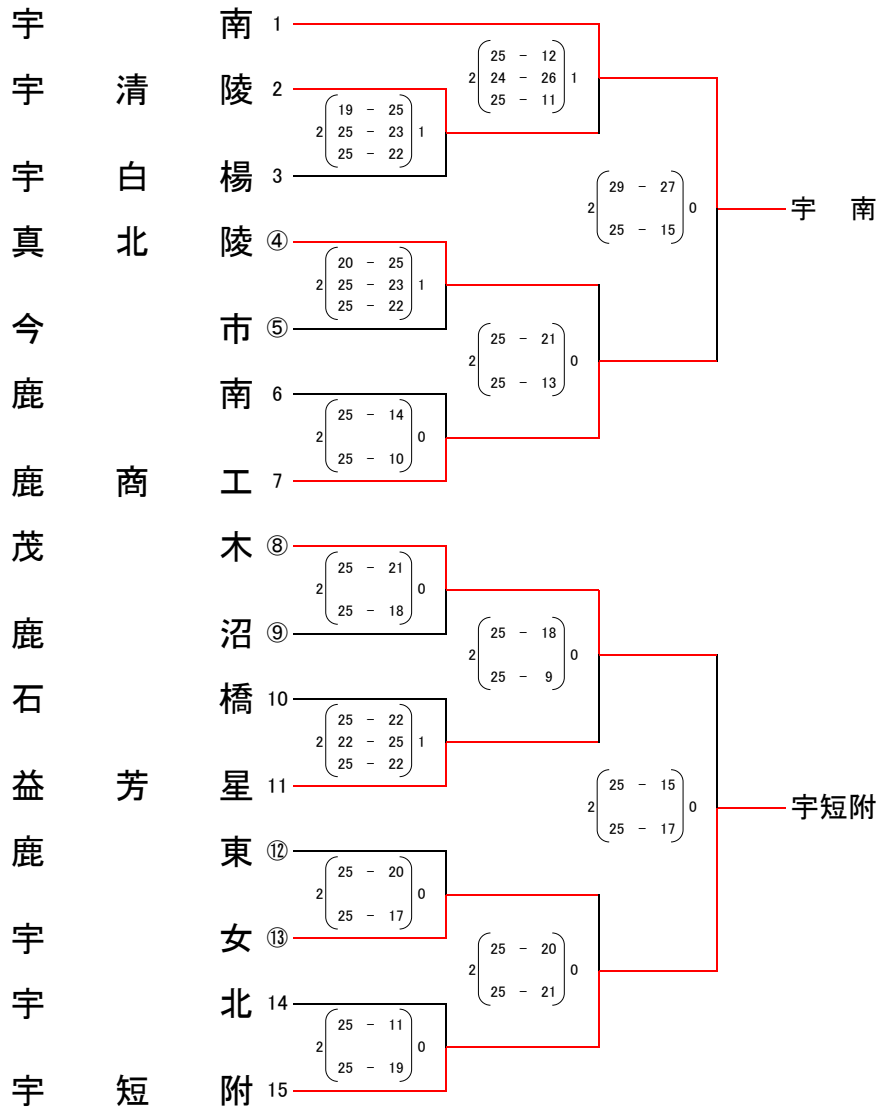 宇南 1
25 - 12
2 24 - 26 1
25 - 11
宇清陵 2
19 - 25
2 25 - 23 1
25 - 22
宇白楊 3
29 - 27
2 0
25 - 15
宇南
真北陵 ④
20 - 25
2 25 - 23 1
25 - 22
今市 ⑤
25 - 21
2 0
25 - 13
鹿南 6
25 - 14
2 0
25 - 10
鹿商工 7
茂木 ⑧
25 - 21
2 0
25 - 18
鹿沼 ⑨
25 - 18
2 0
25 - 9
石橋 10
25 - 22
2 22 - 25 1
25 - 22
益芳星 11
25 - 15
2 0
25 - 17
宇短附
鹿東 ⑫
25 - 20
2 0
25 - 17
宇女 ⑬
25 - 20
2 0
25 - 21
宇北 14
25 - 11
2 0
25 - 19
宇短附 15